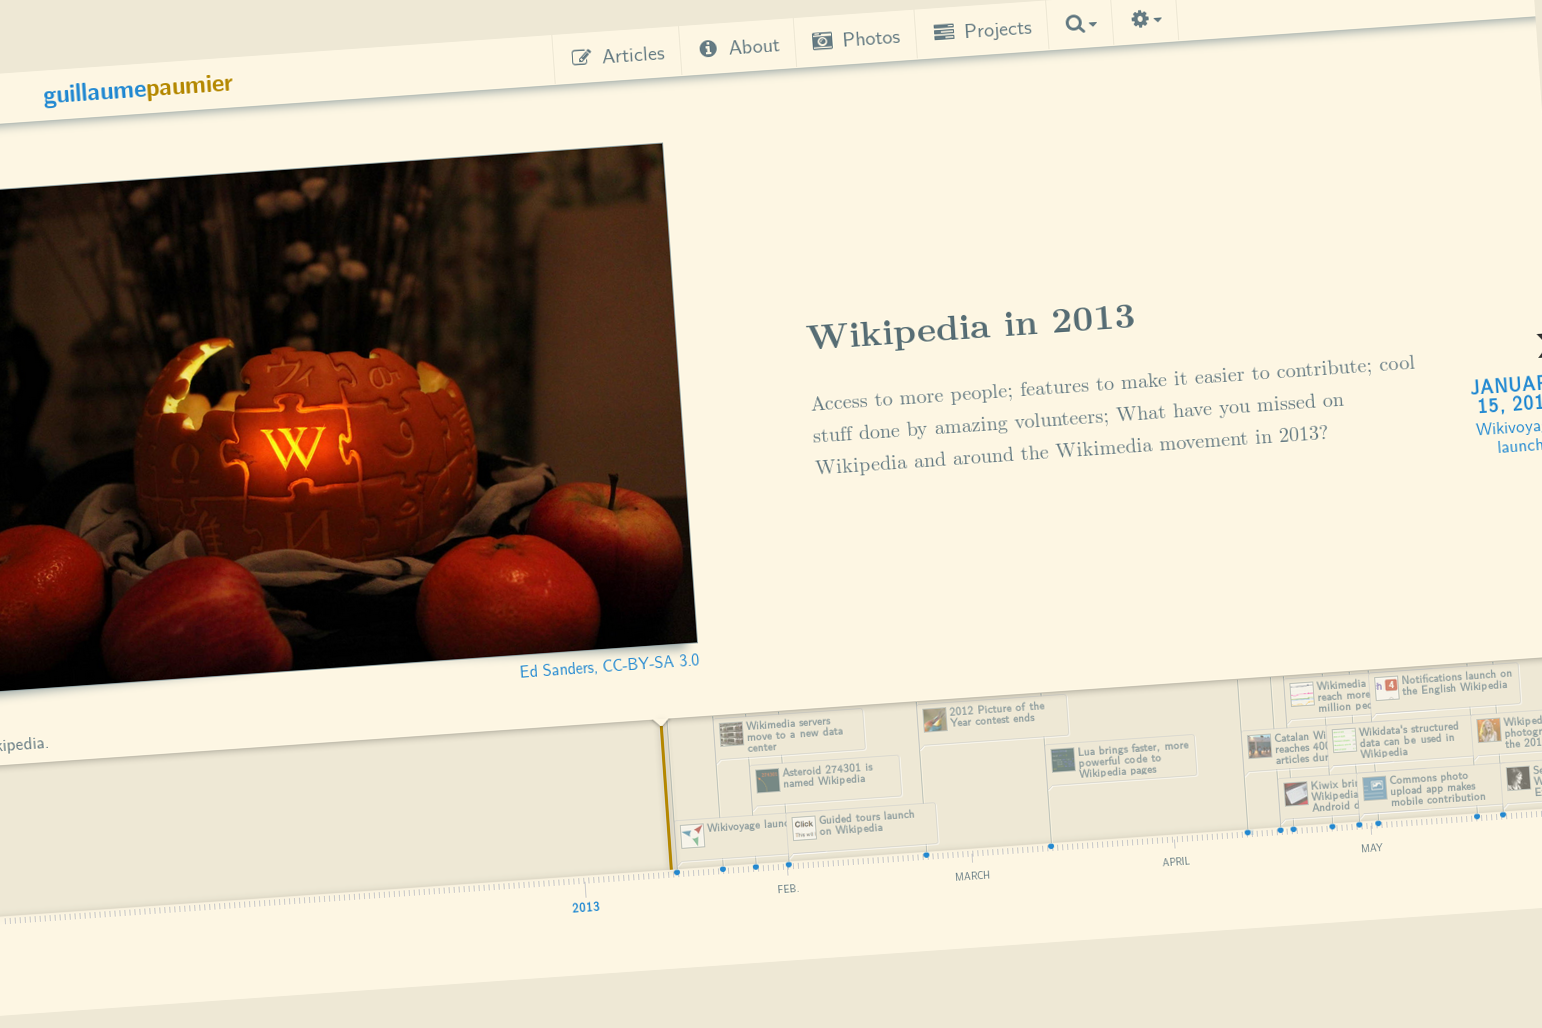 guillaumepaumier
Articles
About
Photos
Projects
W
Ω
И
Ed Sanders, CC-BY-SA 3.0
Wikipedia in 2013
Access to more people; features to make it easier to contribute; cool
stuff done by amazing volunteers; What have you missed on
Wikipedia and around the Wikimedia movement in 2013?
JANUAR
15, 201
Wikivoya
launch
kipedia.
Wikimedia servers
move to a new data
center
Asteroid 274301 is
named Wikipedia
Wikivoyage launc
Click
Guided tours launch
on Wikipedia
2012 Picture of the
Year contest ends
Lua brings faster, more
powerful code to
Wikipedia pages
Wikimedia
reach more
million peo
4
Notifications launch on
the English Wikipedia
Catalan Wi
reaches 400
articles dur
Wikidata's structured
data can be used in
Wikipedia
Wikiped
photogr
the 201
Kiwix brin
Wikipedia
Android d
Commons photo
upload app makes
mobile contribution
2013
FEB.
MARCH
APRIL
MAY